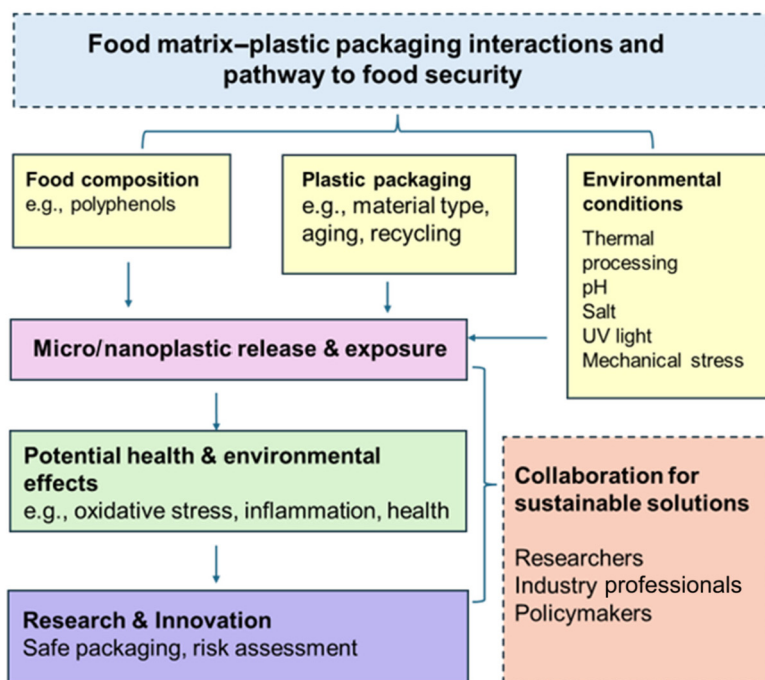 Food matrix–plastic packaging interactions and
pathway to food security
Food composition
e.g., polyphenols
Plastic packaging
e.g., material type,
aging, recycling
Environmental
conditions
Thermal
processing
pH
Salt
UV light
Mechanical stress
Micro/nanoplastic release & exposure
Potential health & environmental
effects
e.g., oxidative stress, inflammation, health
Collaboration for
sustainable solutions
Researchers
Industry professionals
Policymakers
Research & Innovation
Safe packaging, risk assessment